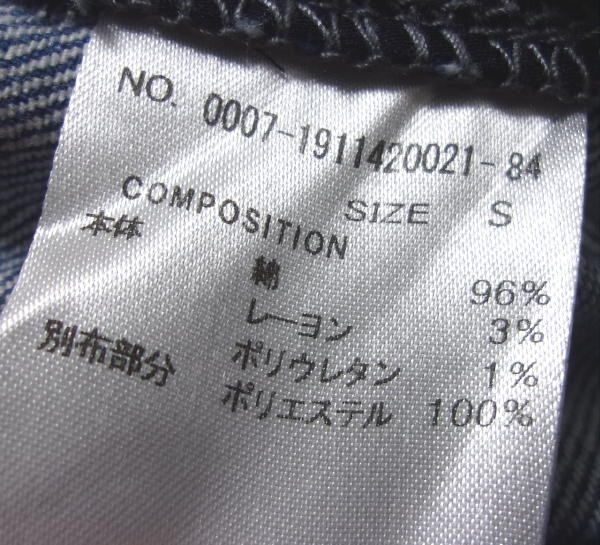 NO. 0007-1911420021-84
SIZE S
COMPOSITION
本体 綿 96%
レーヨン 3%
ポリウレタン 1%
別布部分 ポリエステル 100%